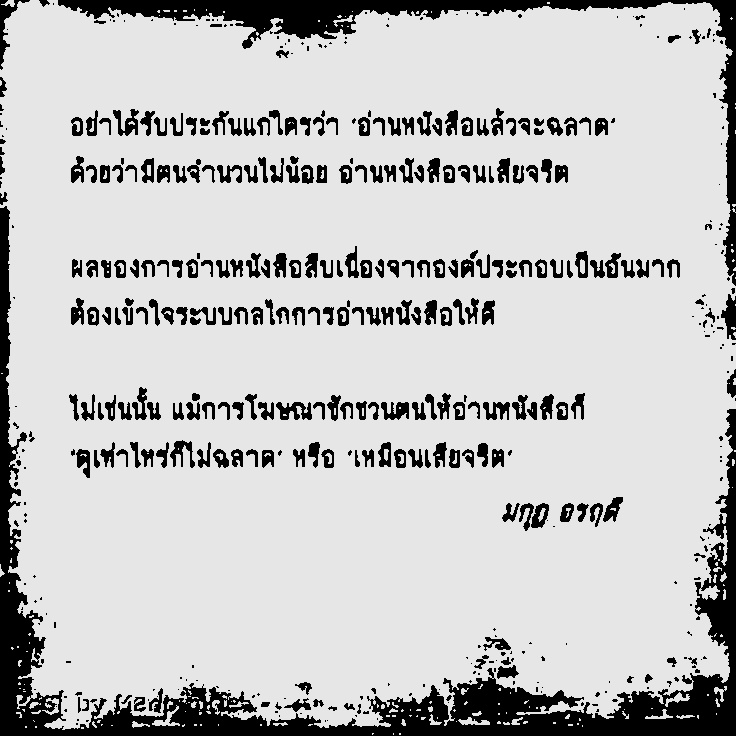 อย่าได้รับประกันแก่ใครว่า 'อ่านหนังสือแล้วจะฉลาด'
ด้วยว่ามีคนจำนวนไม่น้อย อ่านหนังสือจนเสียจริต
ผลของการอ่านหนังสือสืบเนื่องจากองค์ประกอบเป็นอันมาก
ต้องเข้าใจระบบกลไกการอ่านหนังสือให้ดี
ไม่เช่นนั้น แม้การโฆษณาชักชวนคนให้อ่านหนังสือก็
'ดูเท่าไหร่ก็ไม่ฉลาด' หรือ 'เหมือนเสียจริต'
มกุฏ อรฤดี
by